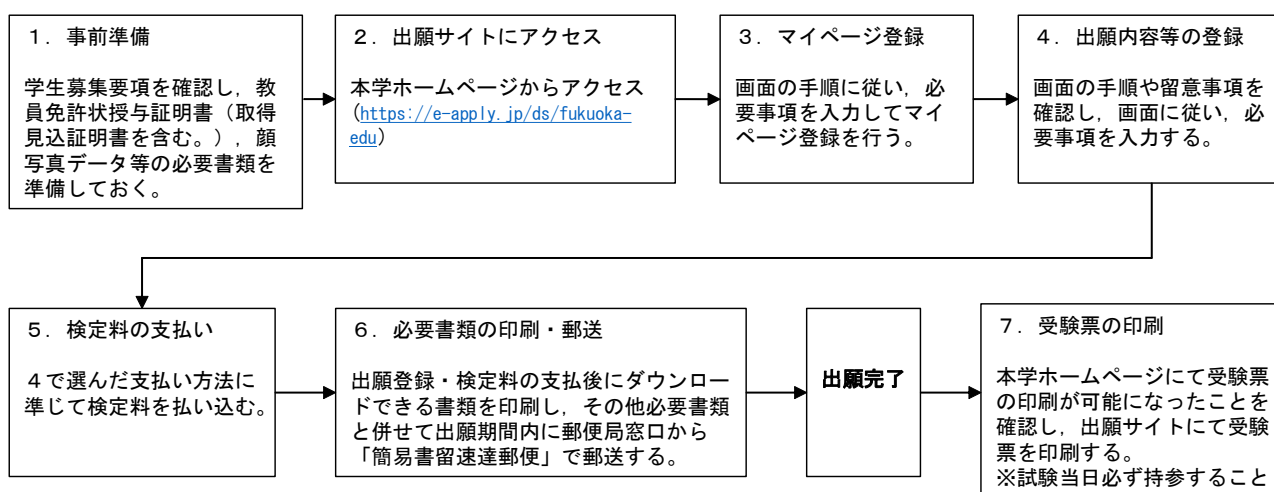 １．事前準備
学生募集要項を確認し，教
員免許状授与証明書（取得
見込証明書を含む。），顔
写真データ等の必要書類を
準備しておく。
２．出願サイトにアクセス
本学ホームページからアクセス
（https://e-apply.jp/ds/fukuoka-
edu）
３．マイページ登録
画面の手順に従い，必
要事項を入力してマイ
ページ登録を行う。
４．出願内容等の登録
画面の手順や留意事項を
確認し，画面に従い，必
要事項を入力する。
５．検定料の支払い
４で選んだ支払い方法に
準じて検定料を払い込む。
６．必要書類の印刷・郵送
出願登録・検定料の支払後にダウンロー
ドできる書類を印刷し，その他必要書類
と併せて出願期間内に郵便局窓口から
「簡易書留速達郵便」で郵送する。
出願完了
７．受験票の印刷
本学ホームページにて受験票
の印刷が可能になったことを
確認し，出願サイトにて受験
票を印刷する。
※試験当日必ず持参すること